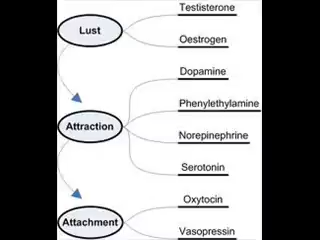 Testisterone
Lust
Oestrogen
Dopamine
Phenylethylamine
Attraction
Norepinephrine
Serotonin
Oxytocin
Attachment
Vasopressin